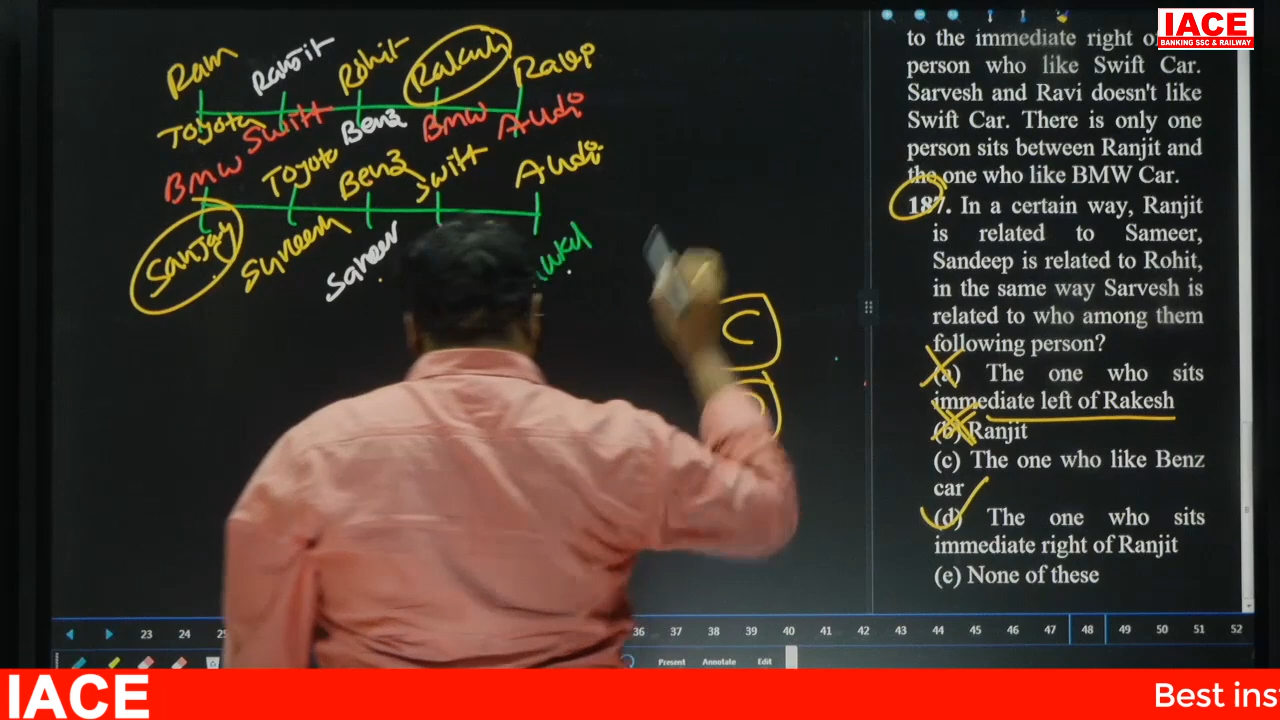 Ram Ranjit Rohit Rakesh Ravi
Toyota Swift Benz BMW Audi
BMW Toyota Benz Swift Audi
Sanjay Suresh Sameer
C
to the immediate right of
person who like Swift Car.
Sarvesh and Ravi doesn't like
Swift Car. There is only one
person sits between Ranjit and
the one who like BMW Car.
187. In a certain way, Ranjit
is related to Sameer,
Sandeep is related to Rohit,
in the same way Sarvesh is
related to who among them
following person?
(a) The one who sits
immediate left of Rakesh
(b) Ranjit
(c) The one who like Benz
car
(d) The one who sits
immediate right of Ranjit
(e) None of these
IACE
BANKING SSC & RAILWAY
23 24 36 37 38 39 40 41 42 43 44 45 46 47 48 49 50 51 52
Present Annotate Edit
IACE
Best ins